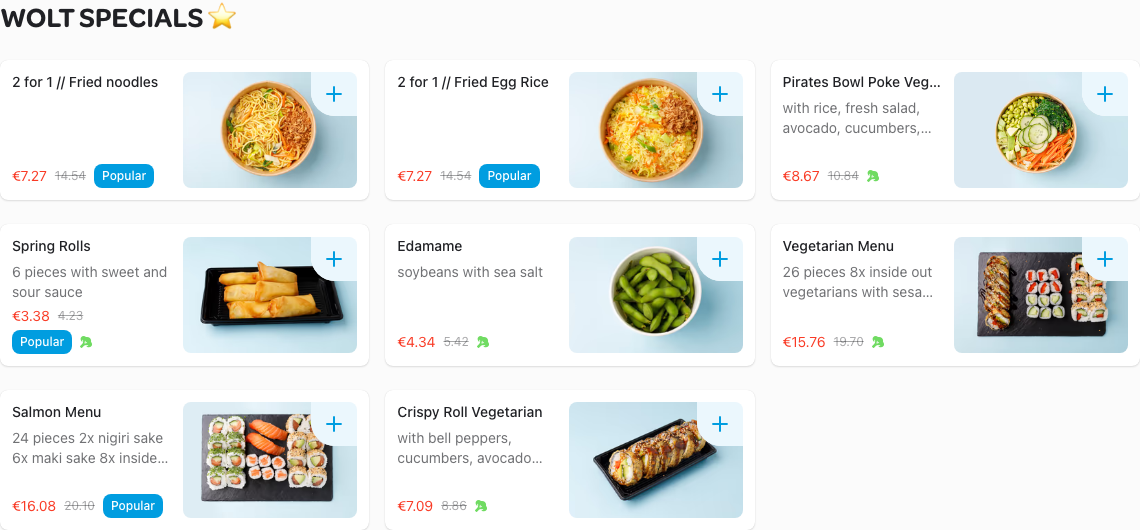 WOLT SPECIALS ⭐
2 for 1 // Fried noodles
€7.27 14.54 Popular
2 for 1 // Fried Egg Rice
€7.27 14.54 Popular
Pirates Bowl Poke Veg...
with rice, fresh salad,
avocado, cucumbers,...
€8.67 10.84
Spring Rolls
6 pieces with sweet and
sour sauce
€3.38 4.23
Popular
Edamame
soybeans with sea salt
€4.34 5.42
Vegetarian Menu
26 pieces 8x inside out
vegetarians with sesa...
€15.76 19.70
Salmon Menu
24 pieces 2x nigiri sake
6x maki sake 8x inside...
€16.08 20.10 Popular
Crispy Roll Vegetarian
with bell peppers,
cucumbers, avocado...
€7.09 8.86